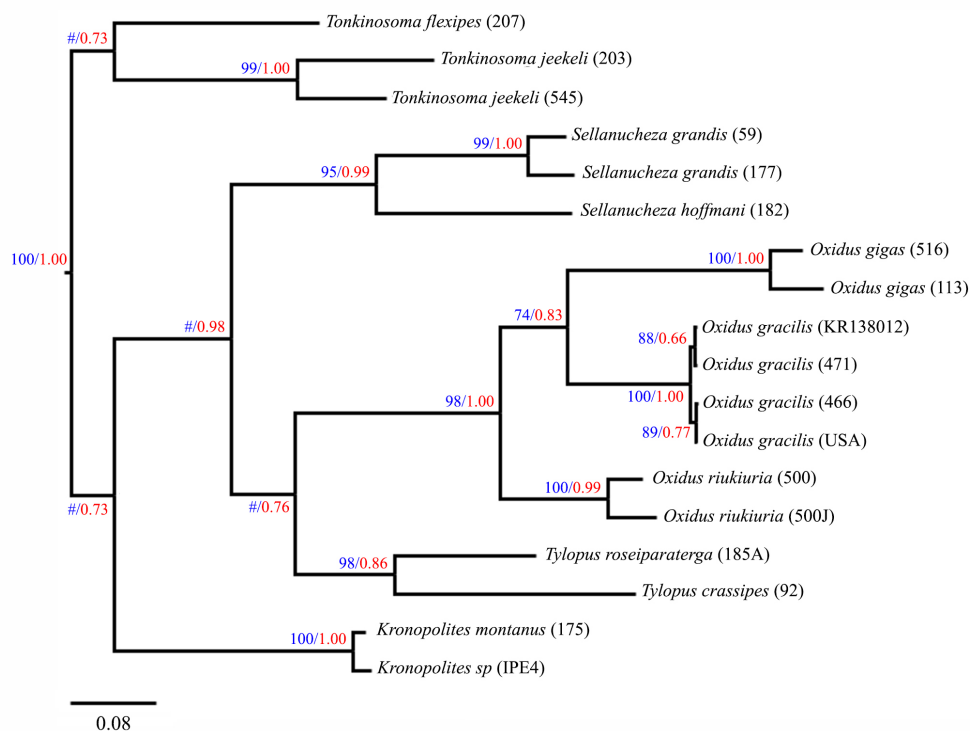 Tonkinosoma flexipes (207)
#/0.73
Tonkinosoma jeekeli (203)
99/1.00
Tonkinosoma jeekeli (545)
Sellanucheza grandis (59)
99/1.00
95/0.99
Sellanucheza grandis (177)
Sellanucheza hoffmani (182)
Oxidus gigas (516)
100/1.00
100/1.00
Oxidus gigas (113)
74/0.83
#/0.98
Oxidus gracilis (KR138012)
88/0.66
Oxidus gracilis (471)
100/1.00
98/1.00
Oxidus gracilis (466)
89/0.77
Oxidus gracilis (USA)
Oxidus riukiuria (500)
100/0.99
#/0.73
#/0.76
Oxidus riukiuria (500J)
Tylopus roseiparaterga (185A)
98/0.86
Tylopus crassipes (92)
Kronopolites montanus (175)
100/1.00
Kronopolites sp (IPE4)
0.08